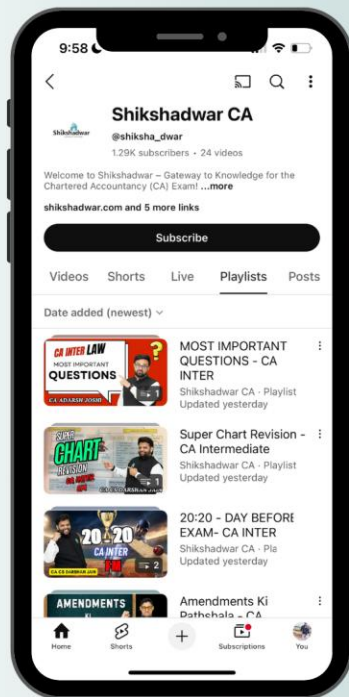 9:58
Shikshadwar CA
Shikshadwar
@shiksha_dwar
1.29K subscribers • 24 videos
Welcome to Shikshadwar – Gateway to Knowledge for the
Chartered Accountancy (CA) Exam! ...more
shikshadwar.com and 5 more links
Subscribe
Videos Shorts Live Playlists Posts
Date added (newest)
CA INTER LAW
MOST IMPORTANT
QUESTIONS
CA ADARSH JOSHI
1
MOST IMPORTANT
QUESTIONS - CA
INTER
Shikshadwar CA · Playlist
Updated yesterday
SUPER
CHART
REVISION
1
Super Chart Revision -
CA Intermediate
Shikshadwar CA · Playlist
Updated yesterday
20 20
CA INTER
FM
2
20:20 - DAY BEFORE
EXAM- CA INTER
Shikshadwar CA · Pla
Updated yesterday
AMENDMENTS
Amendments Ki
Pathshala - CA
Home
Shorts
Subscriptions
You